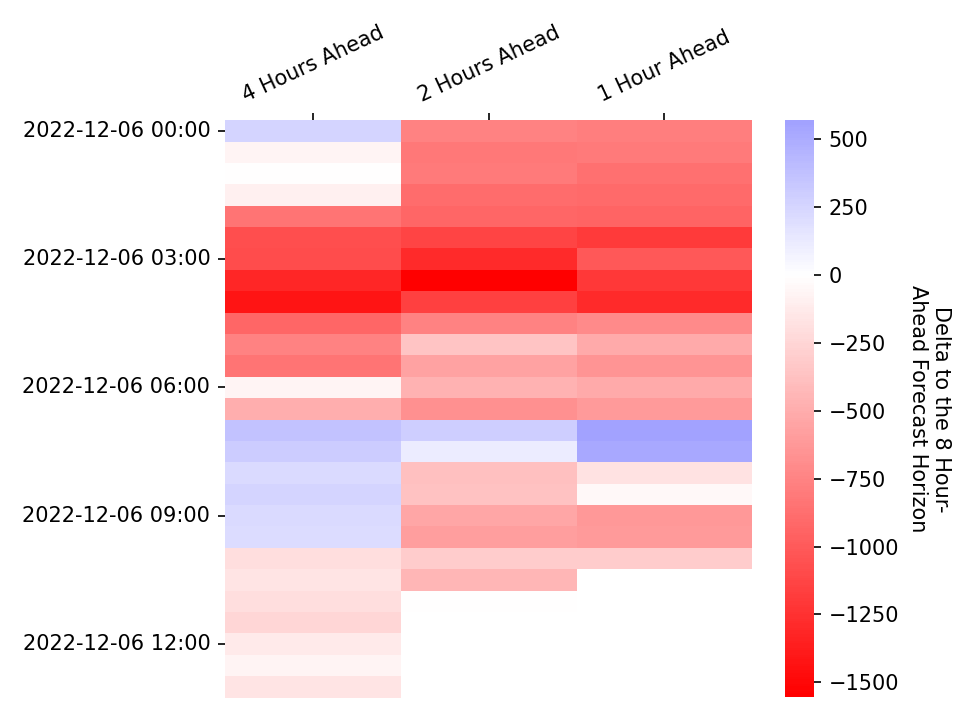 4 Hours Ahead
2 Hours Ahead
1 Hour Ahead
2022-12-06 00:00
2022-12-06 03:00
2022-12-06 06:00
2022-12-06 09:00
2022-12-06 12:00
500
250
0
−250
−500
−750
−1000
−1250
−1500
Delta to the 8 Hour-
Ahead Forecast Horizon